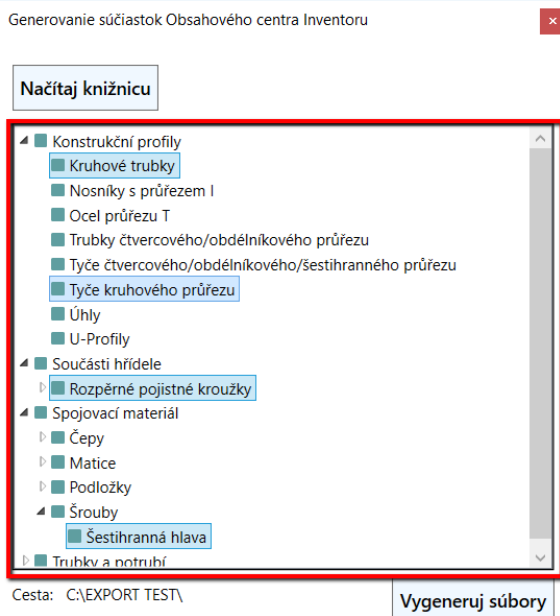 Generovanie súčiastok Obsahového centra Inventoru
Načítaj knižnicu
Konstrukční profily
Kruhové trubky
Nosníky s průřezem I
Ocel průřezu T
Trubky čtvercového/obdélníkového průřezu
Tyče čtvercového/obdélníkového/šestihranného průřezu
Tyče kruhového průřezu
Úhly
U-Profily
Součásti hřídele
Rozpěrné pojistné kroužky
Spojovací materiál
Čepy
Matice
Podložky
Šrouby
Šestihranná hlava
Trubky a potrubí
Cesta: C:\EXPORT TEST\
Vygeneruj súbory